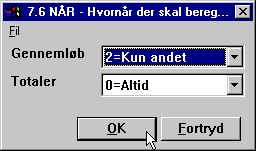 7.6 NÅR - Hvornår der skal bereg...
Fil
Gennemløb 2=Kun andet
Totaler 0=Altid
OK Fortryd